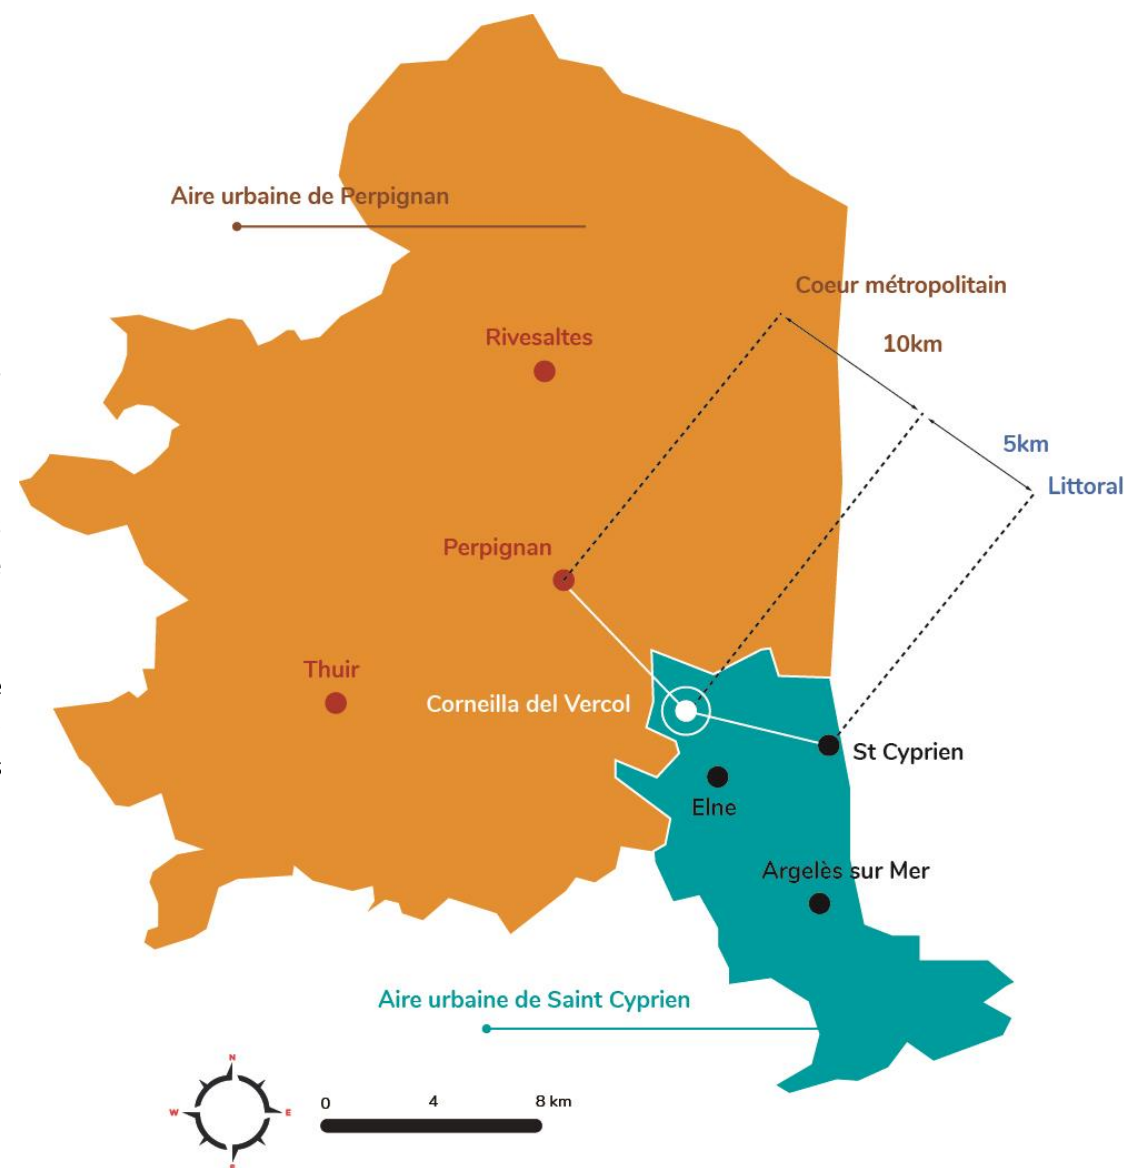 Aire urbaine de Perpignan
Coeur métropolitain
10km
Rivesaltes
5km
Littoral
Perpignan
Thuir
Corneilla del Vercol
St Cyprien
Elne
Argelès sur Mer
Aire urbaine de Saint Cyprien
N
W
E
0 4 8 km